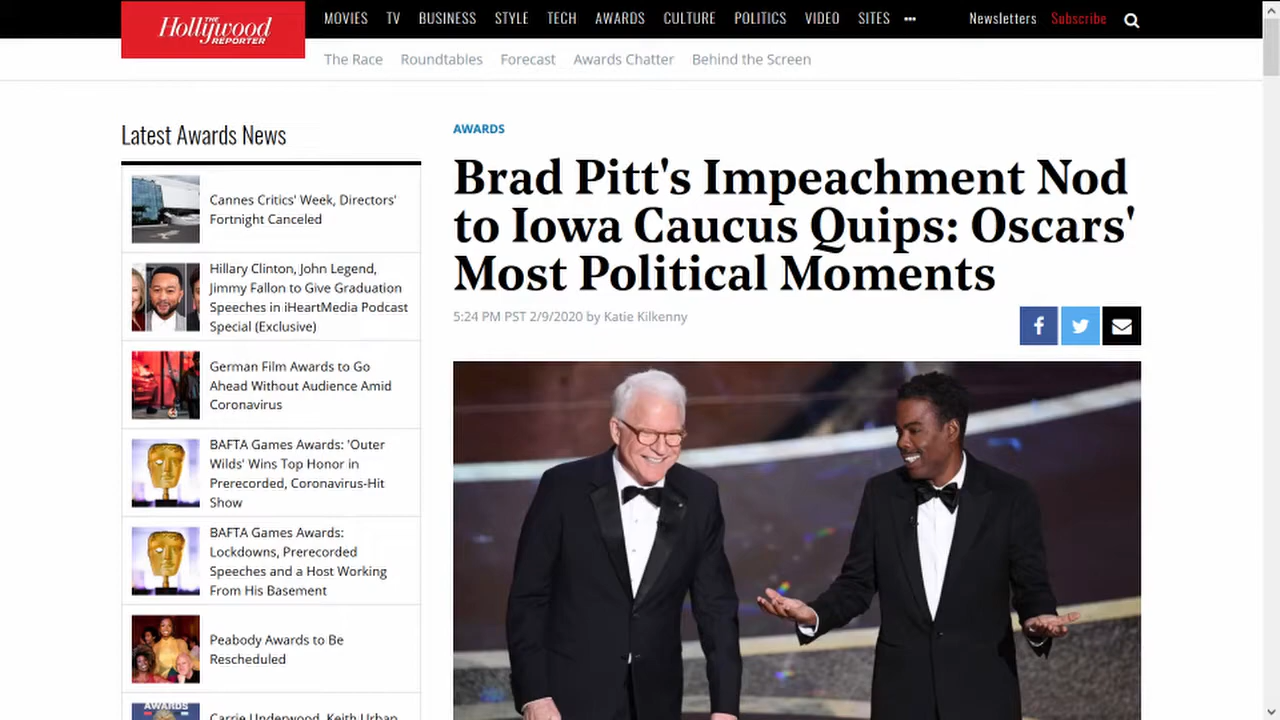 THE
Hollywood
REPORTER
MOVIES TV BUSINESS STYLE TECH AWARDS CULTURE POLITICS VIDEO SITES ••• Newsletters Subscribe
The Race Roundtables Forecast Awards Chatter Behind the Screen
Latest Awards News
Cannes Critics' Week, Directors'
Fortnight Canceled
Hillary Clinton, John Legend,
Jimmy Fallon to Give Graduation
Speeches in iHeartMedia Podcast
Special (Exclusive)
German Film Awards to Go
Ahead Without Audience Amid
Coronavirus
BAFTA Games Awards: 'Outer
Wilds' Wins Top Honor in
Prerecorded, Coronavirus-Hit
Show
BAFTA Games Awards:
Lockdowns, Prerecorded
Speeches and a Host Working
From His Basement
Peabody Awards to Be
Rescheduled
AWARDS
Carrie Underwood, Keith Urban
AWARDS
Brad Pitt's Impeachment Nod
to Iowa Caucus Quips: Oscars'
Most Political Moments
5:24 PM PST 2/9/2020 by Katie Kilkenny